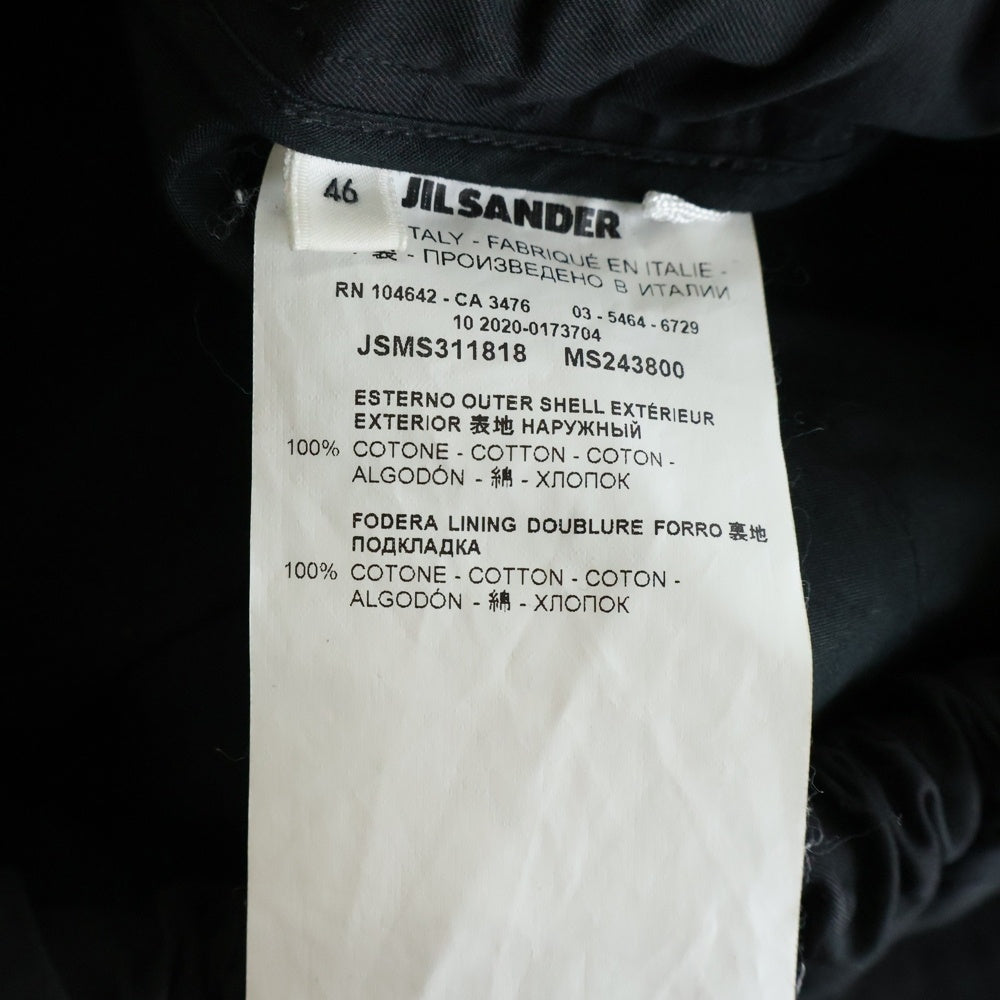 46
JIL SANDER
TALY - FABRIQUÉ EN ITALIE -
- ПРОИЗВЕДЕНО В ИТАЛИИ
RN 104642 - CA 3476 03 - 5464 - 6729
10 2020-0173704
JSMS311818 MS243800
ESTERNO OUTER SHELL EXTÉRIEUR
EXTERIOR 表地 НАРУЖНЫЙ
100% COTONE - COTTON - COTON -
ALGODÓN - 綿 - ХЛОПОК
FODERA LINING DOUBLURE FORRO 裏地
ПОДКЛАДКА
100% COTONE - COTTON - COTON -
ALGODÓN - 綿 - ХЛОПОК